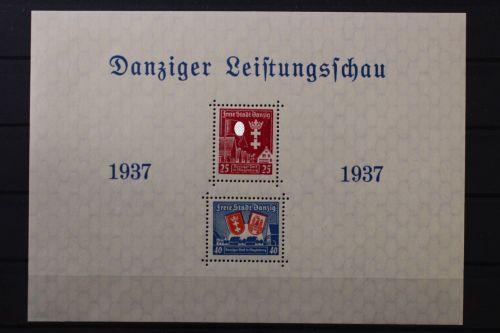 Danziger Leiſtungsſchau
Freie Stadt Danzig
25 25
1937 1937
Freie Stadt Danzig
40 40